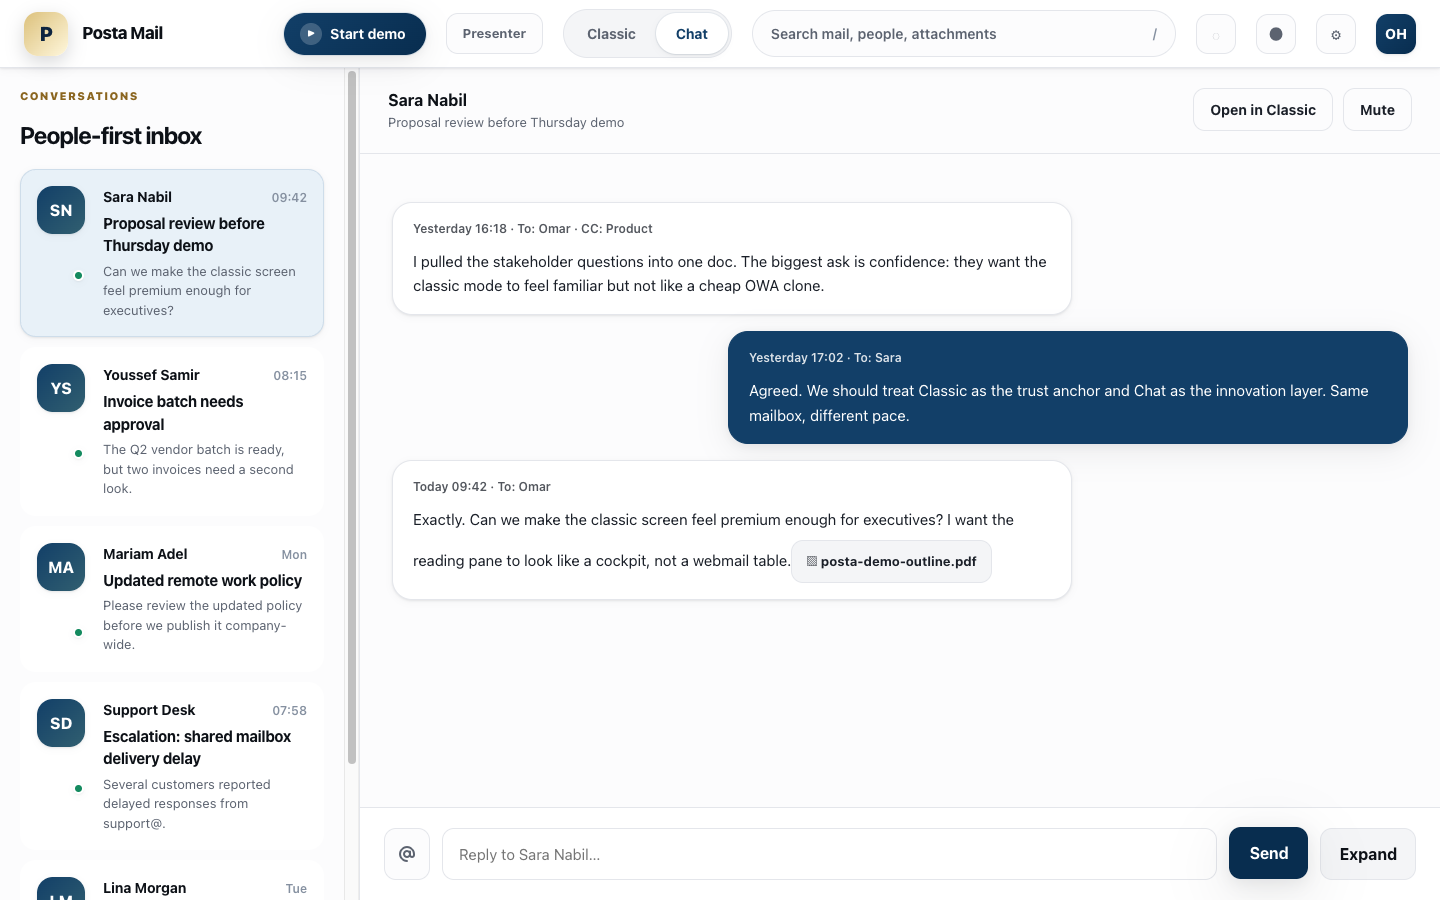 P
Posta Mail
Start demo
Presenter
Classic
Chat
Search mail, people, attachments
/
OH
CONVERSATIONS
People-first inbox
SN
Sara Nabil
09:42
Proposal review before
Thursday demo
Can we make the classic screen
feel premium enough for
executives?
YS
Youssef Samir
08:15
Invoice batch needs
approval
The Q2 vendor batch is ready,
but two invoices need a second
look.
MA
Mariam Adel
Mon
Updated remote work policy
Please review the updated policy
before we publish it company-
wide.
SD
Support Desk
07:58
Escalation: shared mailbox
delivery delay
Several customers reported
delayed responses from
support@.
LM
Lina Morgan
Tue
Sara Nabil
Proposal review before Thursday demo
Open in Classic
Mute
Yesterday 16:18 · To: Omar · CC: Product
I pulled the stakeholder questions into one doc. The biggest ask is confidence: they want the
classic mode to feel familiar but not like a cheap OWA clone.
Yesterday 17:02 · To: Sara
Agreed. We should treat Classic as the trust anchor and Chat as the innovation layer. Same
mailbox, different pace.
Today 09:42 · To: Omar
Exactly. Can we make the classic screen feel premium enough for executives? I want the
reading pane to look like a cockpit, not a webmail table.
posta-demo-outline.pdf
@
Reply to Sara Nabil...
Send
Expand